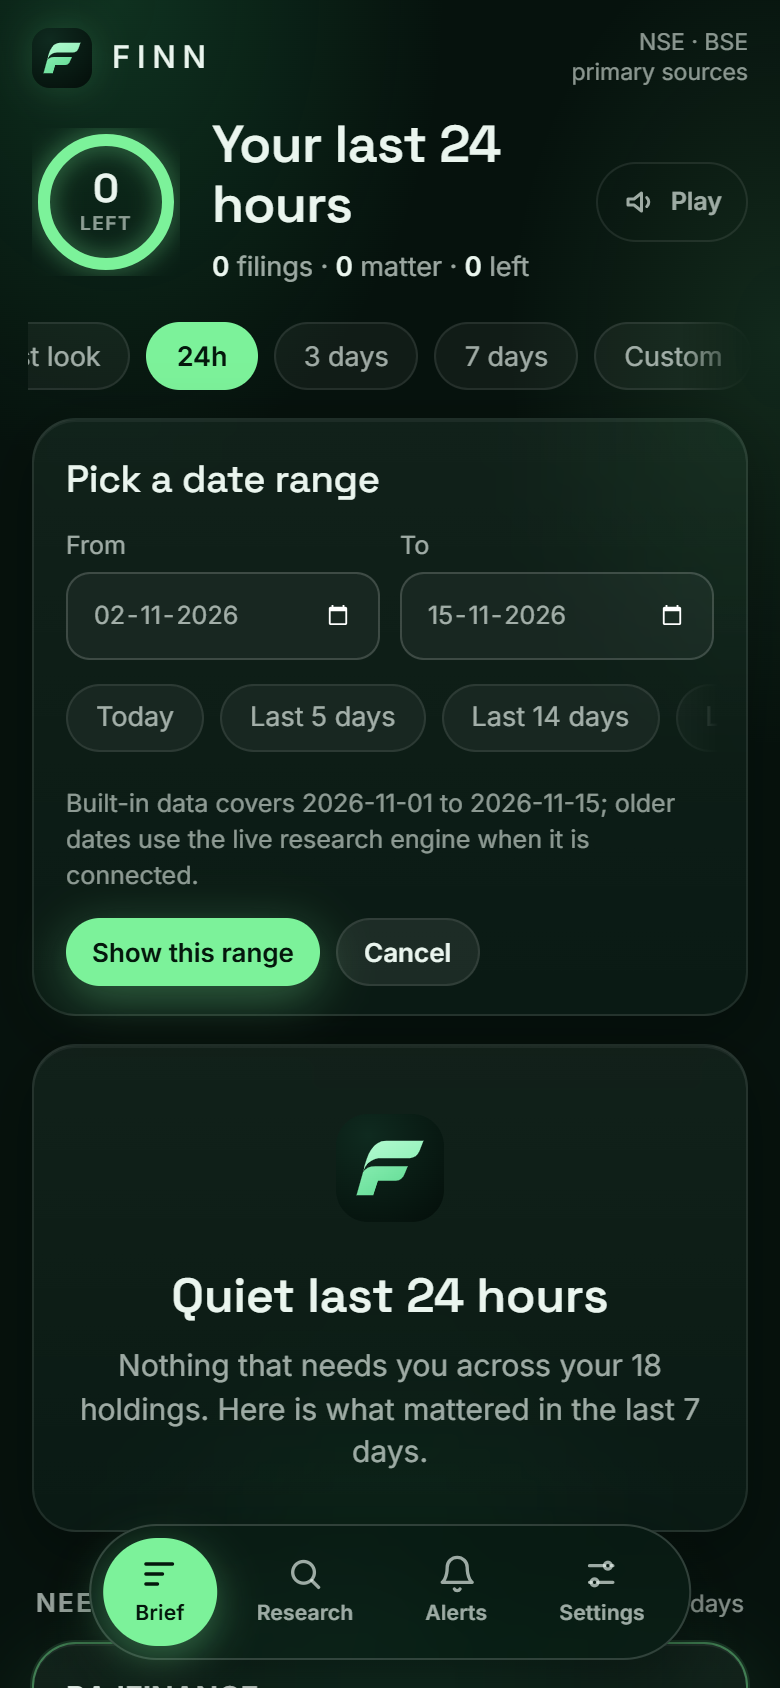 FINN
NSE · BSE
primary sources
0
LEFT
Your last 24
hours
0 filings · 0 matter · 0 left
Play
st look
24h
3 days
7 days
Custom
Pick a date range
From
To
02-11-2026
15-11-2026
Today
Last 5 days
Last 14 days
Built-in data covers 2026-11-01 to 2026-11-15; older
dates use the live research engine when it is
connected.
Show this range
Cancel
Quiet last 24 hours
Nothing that needs you across your 18
holdings. Here is what mattered in the last 7
days.
NEE
days
Brief
Research
Alerts
Settings